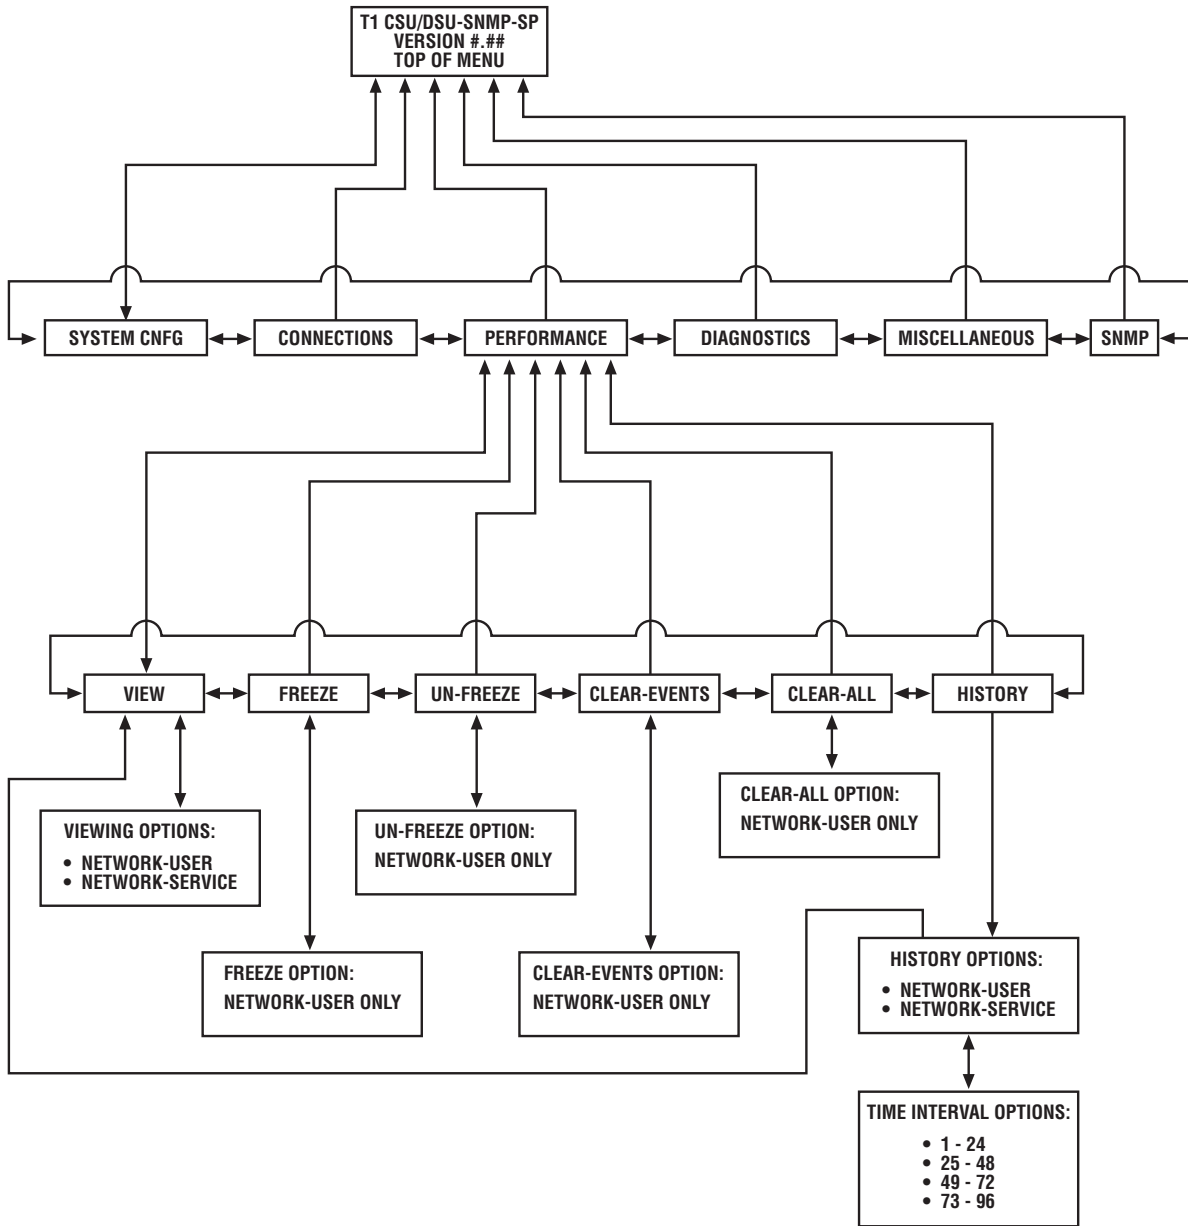 T1 CSU/DSU-SNMP-SP
VERSION #.##
TOP OF MENU
SYSTEM CNFG
CONNECTIONS
PERFORMANCE
DIAGNOSTICS
MISCELLANEOUS
SNMP
VIEW
FREEZE
UN-FREEZE
CLEAR-EVENTS
CLEAR-ALL
HISTORY
VIEWING OPTIONS:
• NETWORK-USER
• NETWORK-SERVICE
UN-FREEZE OPTION:
NETWORK-USER ONLY
CLEAR-ALL OPTION:
NETWORK-USER ONLY
FREEZE OPTION:
NETWORK-USER ONLY
CLEAR-EVENTS OPTION:
NETWORK-USER ONLY
HISTORY OPTIONS:
• NETWORK-USER
• NETWORK-SERVICE
TIME INTERVAL OPTIONS:
• 1 - 24
• 25 - 48
• 49 - 72
• 73 - 96